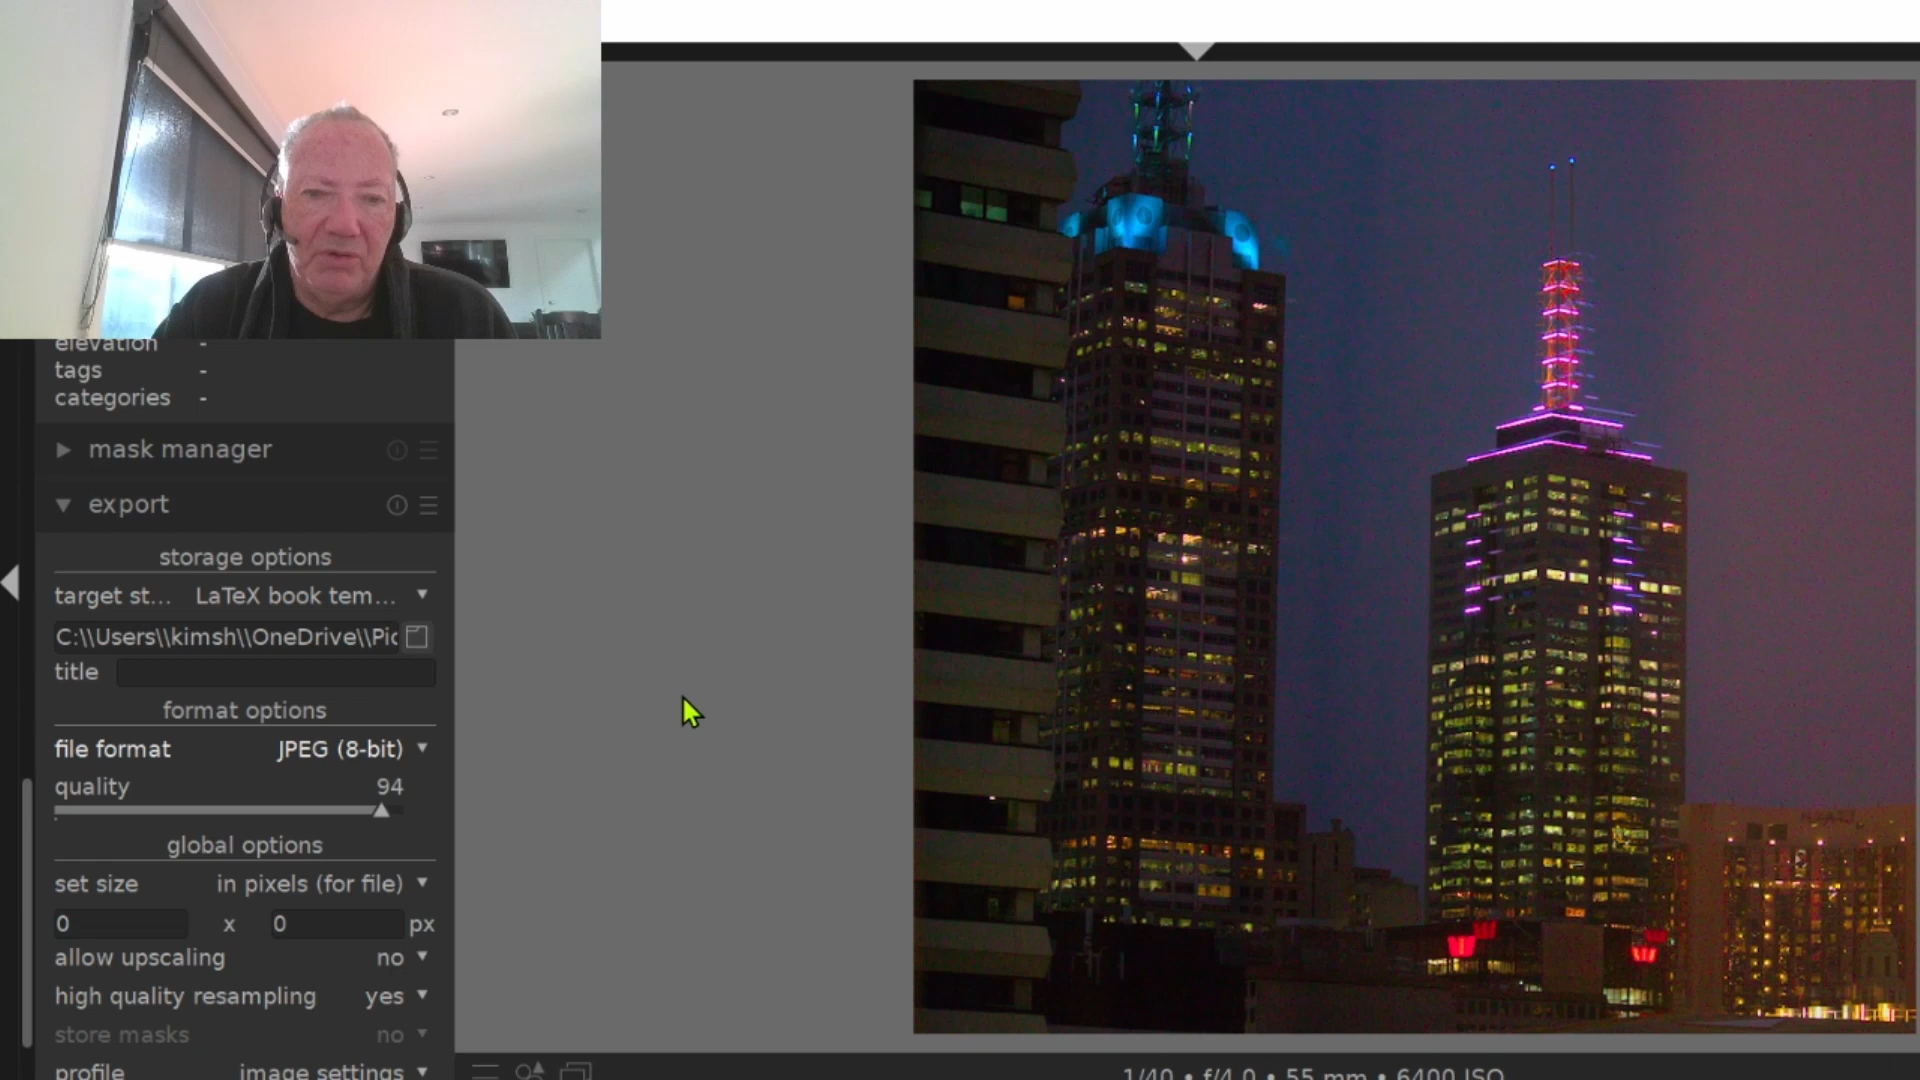 elevation -
tags -
categories -
mask manager
export
storage options
target st... LaTeX book tem...
C:\\Users\\kimsh\\OneDrive\\Pic
title
format options
file format JPEG (8-bit)
quality 94
global options
set size in pixels (for file)
0 x 0 px
allow upscaling no
high quality resampling yes
store masks no
profile image settings
1/40 • f/4.0 • 55 mm • 6400 ISO